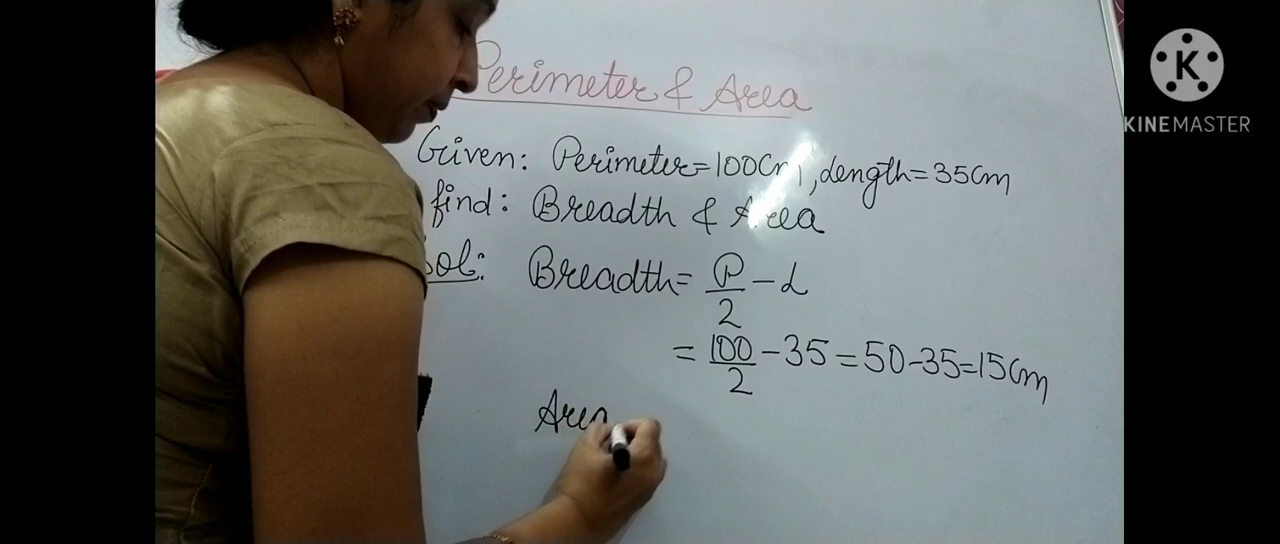 Perimeter & Area
KINEMASTER
Given: Perimeter=100Cm, Length=35Cm
find: Breadth & Area
Sol: Breadth= P/2 - L
= 100/2 - 35 = 50-35=15Cm
Area